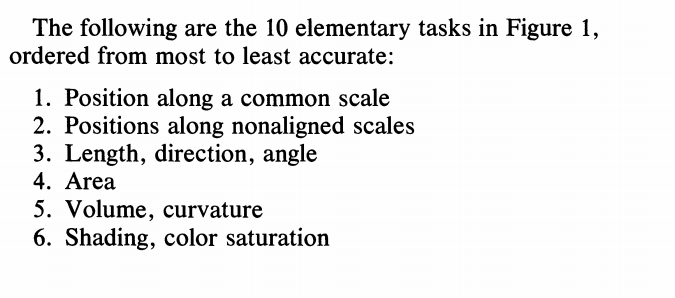 The following are the 10 elementary tasks in Figure 1,
ordered from most to least accurate:
1. Position along a common scale
2. Positions along nonaligned scales
3. Length, direction, angle
4. Area
5. Volume, curvature
6. Shading, color saturation